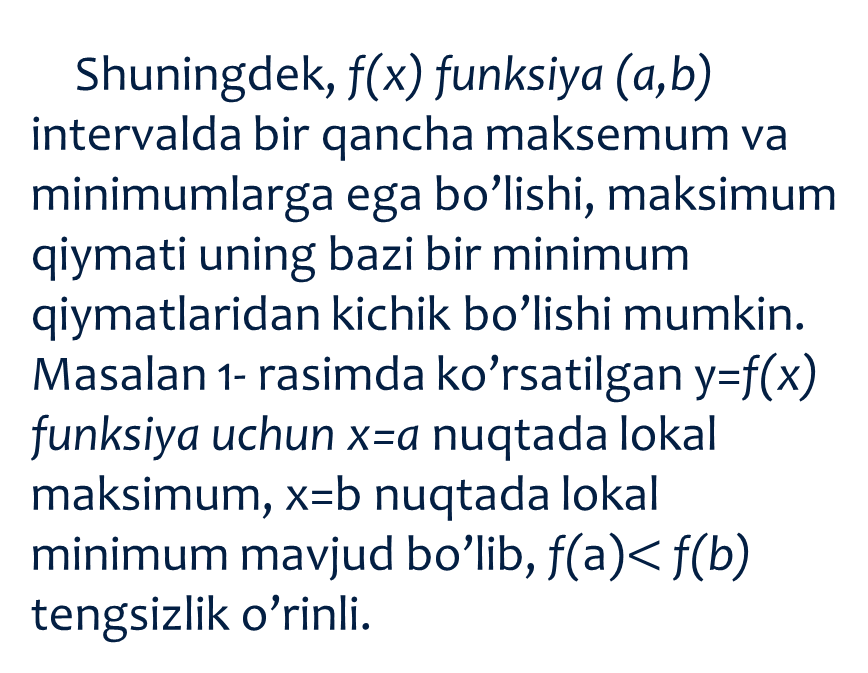 Shuningdek, f(x) funksiya (a,b)
intervalda bir qancha maksemum va
minimumlarga ega bo’lishi, maksimum
qiymati uning bazi bir minimum
qiymatlaridan kichik bo’lishi mumkin.
Masalan 1- rasimda ko’rsatilgan y=f(x)
funksiya uchun x=a nuqtada lokal
maksimum, x=b nuqtada lokal
minimum mavjud bo’lib, f(a)< f(b)
tengsizlik o’rinli.